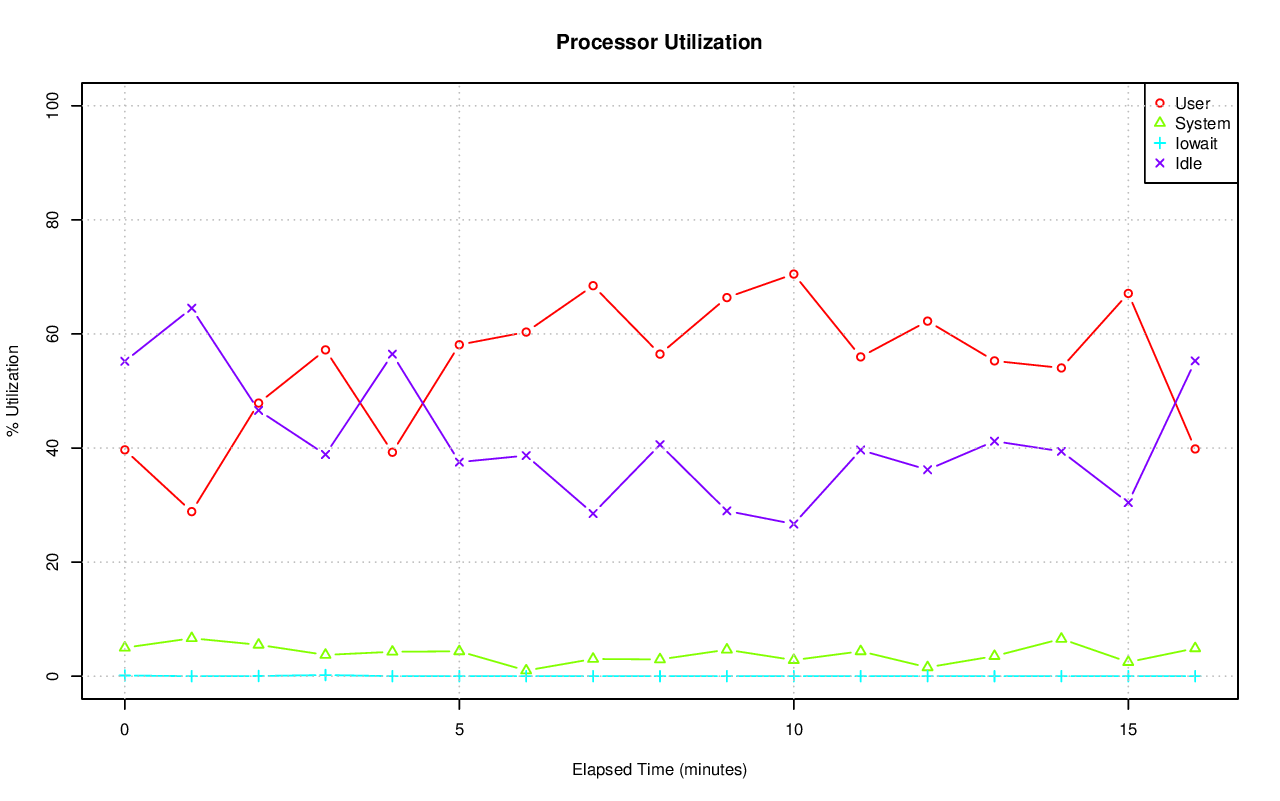 Processor Utilization
User
System
Iowait
Idle
% Utilization
100
80
60
40
20
0
0 5 10 15
Elapsed Time (minutes)